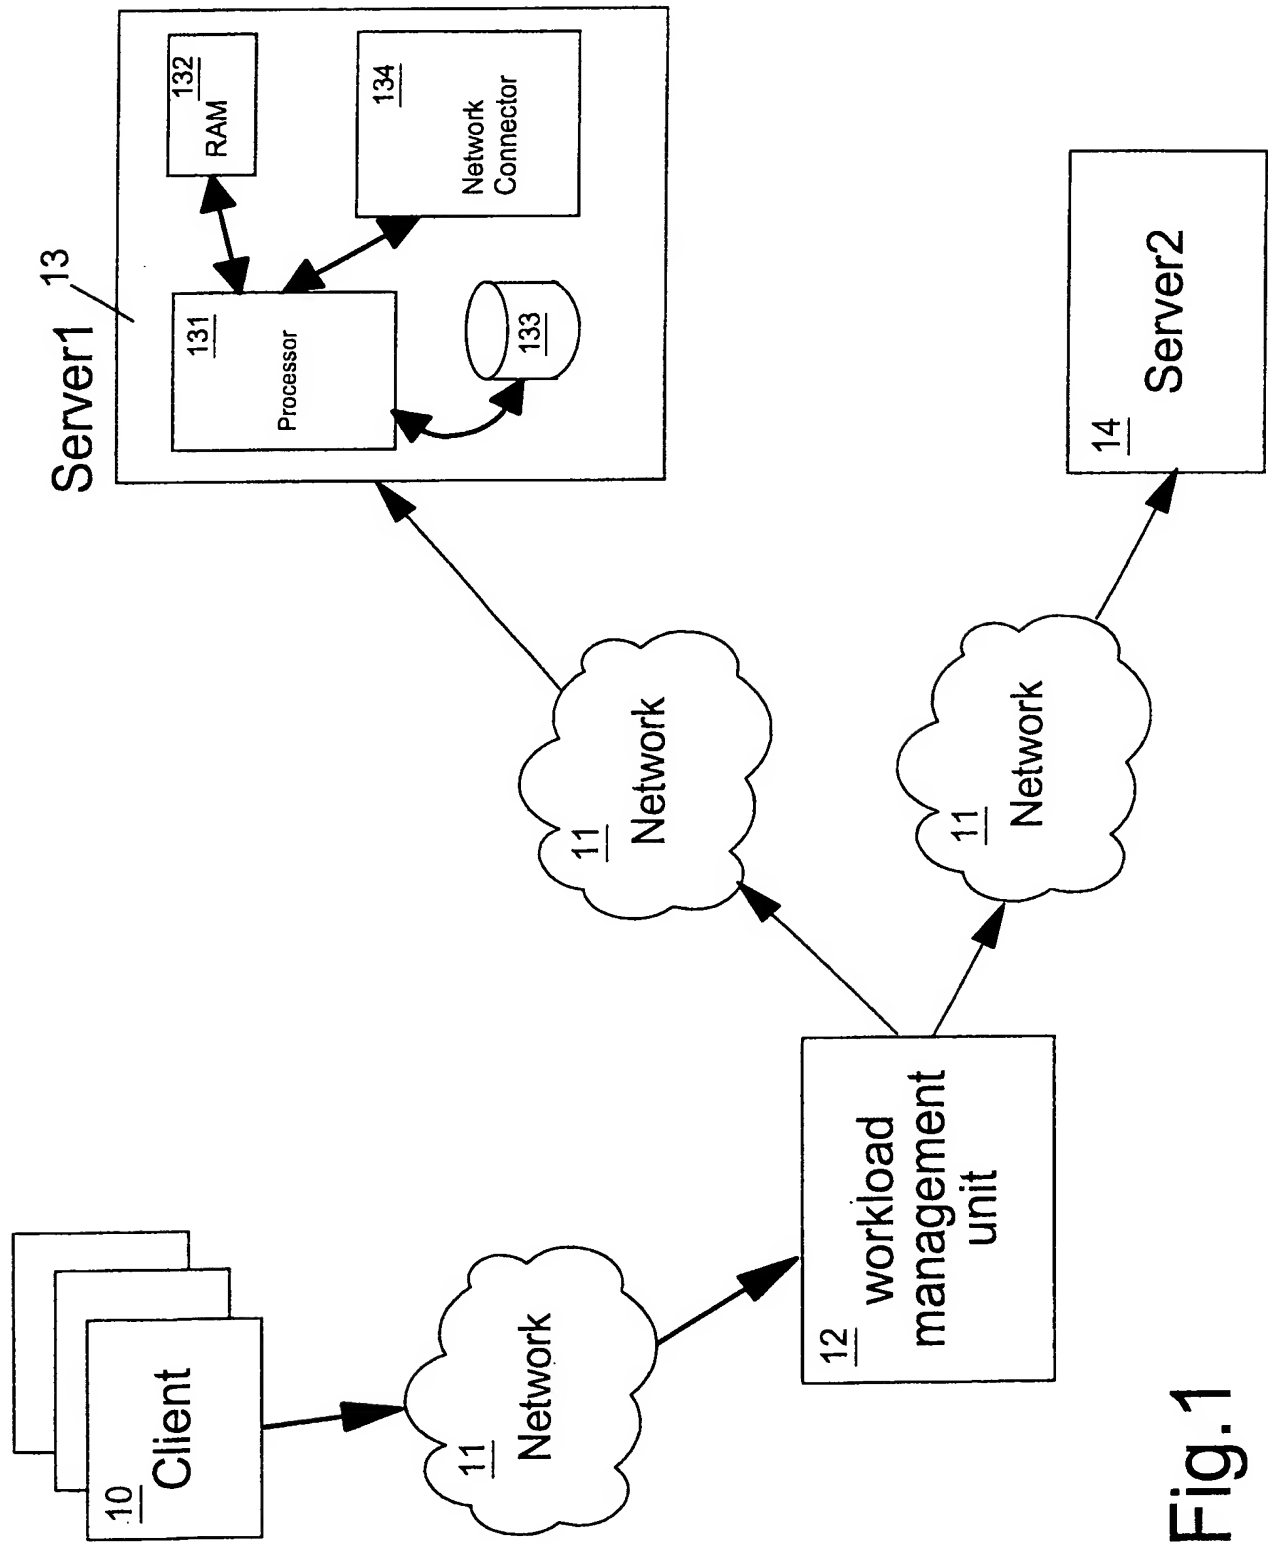 Server1
13
131
Processor
132
RAM
134
Network
Connector
133
10
Client
11
Network
12
workload
management
unit
11
Network
11
Network
14
Server2
Fig.1